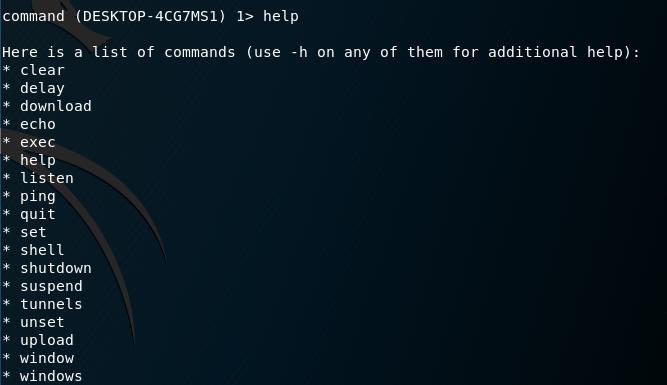 command (DESKTOP-4CG7MS1) 1> help
Here is a list of commands (use -h on any of them for additional help):
* clear
* delay
* download
* echo
* exec
* help
* listen
* ping
* quit
* set
* shell
* shutdown
* suspend
* tunnels
* unset
* upload
* window
* windows